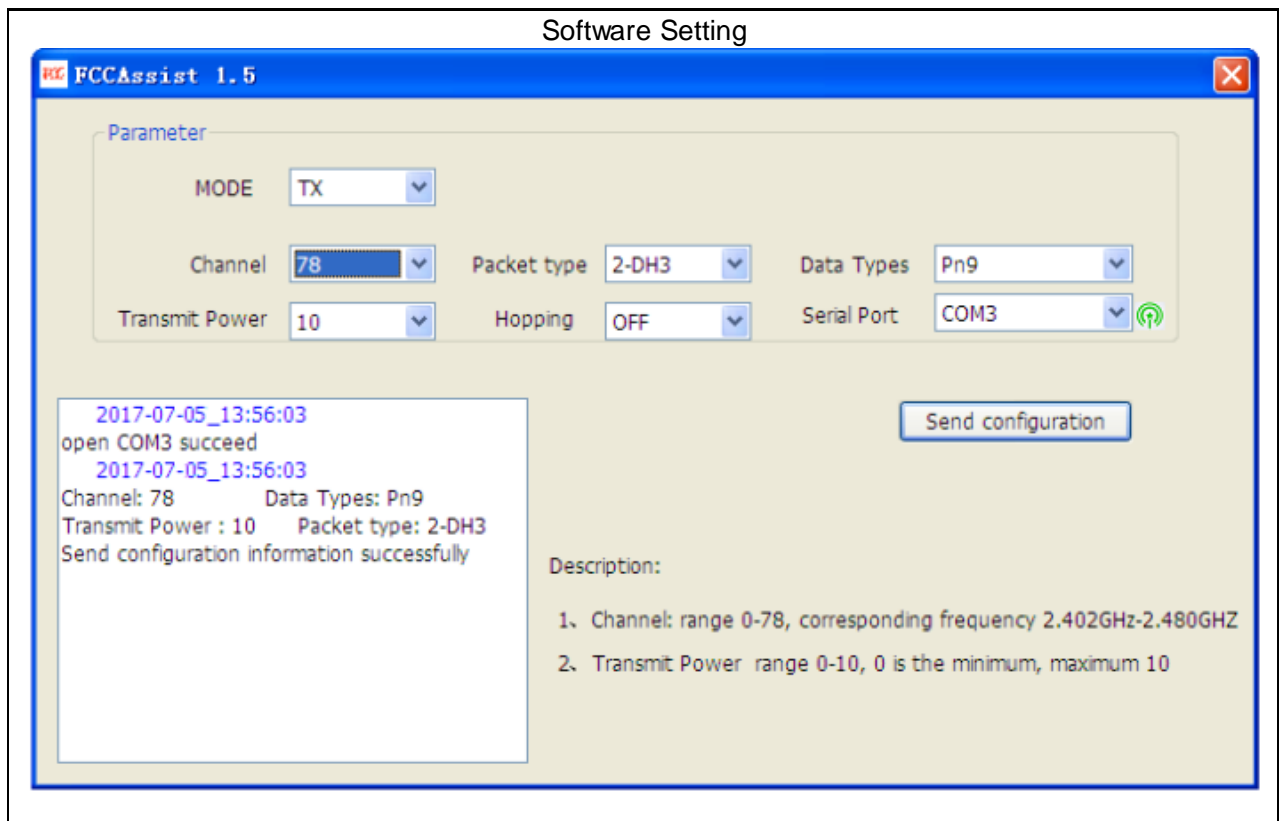 Software Setting
FCC FCCAssist 1.5
Parameter
MODE TX
Channel 78 Packet type 2-DH3 Data Types Pn9
Transmit Power 10 Hopping OFF Serial Port COM3
2017-07-05_13:56:03
open COM3 succeed
2017-07-05_13:56:03
Channel: 78 Data Types: Pn9
Transmit Power : 10 Packet type: 2-DH3
Send configuration information successfully
Send configuration
Description:
1、Channel: range 0-78, corresponding frequency 2.402GHz-2.480GHZ
2、Transmit Power range 0-10, 0 is the minimum, maximum 10